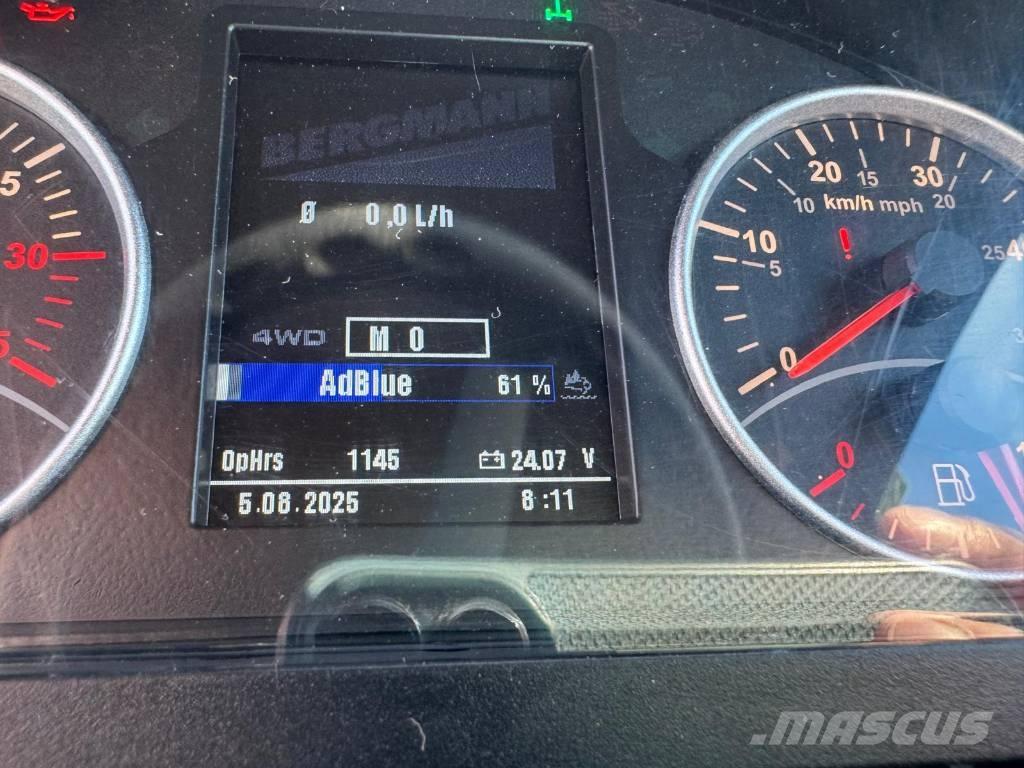 BERGMANN
Ø 0,0 L/h
4WD M 0
AdBlue 61 %
OpHrs 1145 24.07 V
5.08.2025 8:11
5
30
20 30
15
10 km/h mph 20
10
5
25 4
0
!
0
MASCUS